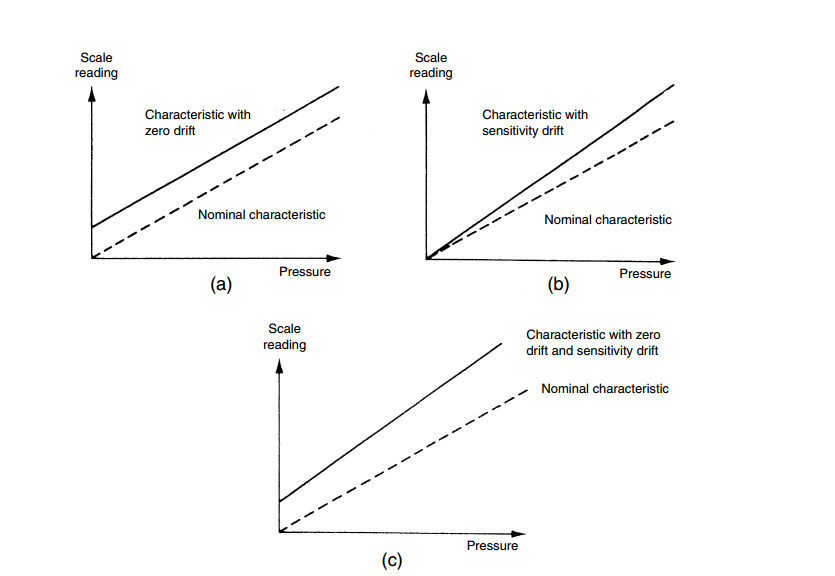 Scale
reading
Characteristic with
zero drift
Nominal characteristic
Pressure
(a)
Scale
reading
Characteristic with
sensitivity drift
Nominal characteristic
Pressure
(b)
Scale
reading
Characteristic with zero
drift and sensitivity drift
Nominal characteristic
Pressure
(c)